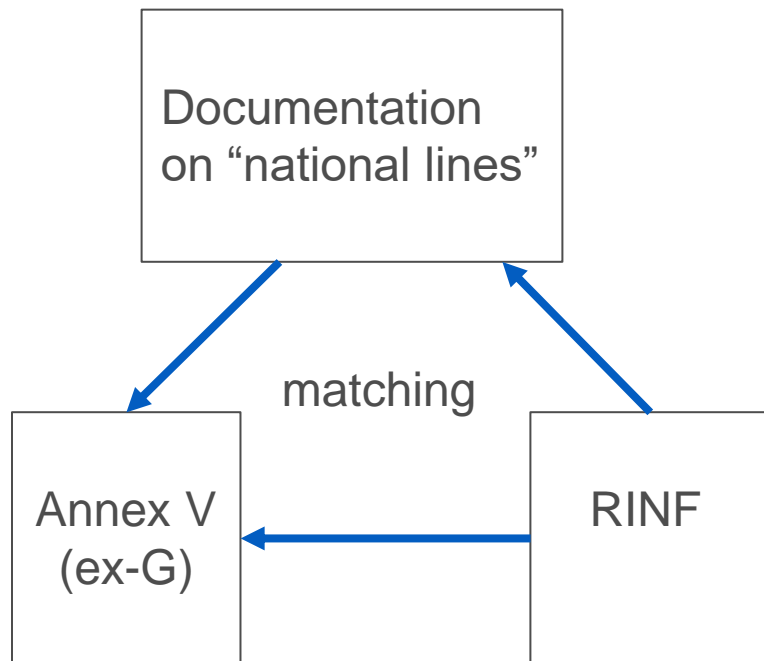 Documentation
on “national lines”
matching
Annex V
(ex-G)
RINF